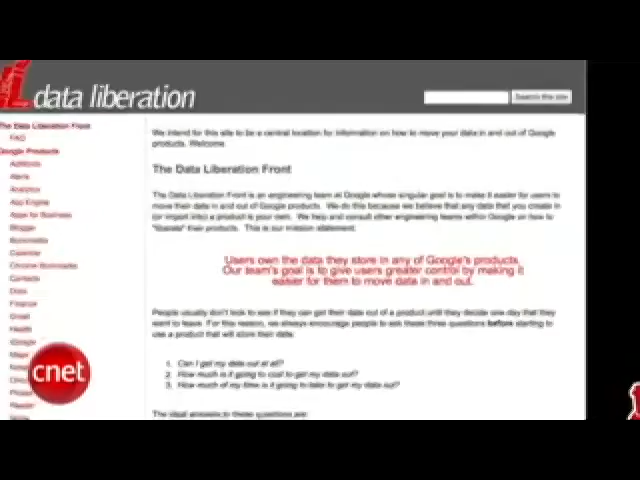 data liberation
Search this site
The Data Liberation Front
FAQ
Google Products
AdWords
Alerts
Analytics
App Engine
Apps for Business
Blogger
Bookmarks
Calendar
Chrome Bookmarks
Contacts
Docs
Finance
Gmail
Health
Google
Maps
cnet
We intend for this site to be a central location for information on how to move your data in and out of Google
products. Welcome.
The Data Liberation Front
The Data Liberation Front is an engineering team at Google whose singular goal is to make it easier for users to
move their data in and out of Google products. We do this because we believe that any data that you create in
(or import into) a product is your own. We help and consult other engineering teams within Google on how to
"liberate" their products. This is our mission statement:
Users own the data they store in any of Google's products.
Our team's goal is to give users greater control by making it
easier for them to move data in and out.
People usually don't look to see if they can get their data out of a product until they decide one day that they
want to leave. For this reason, we always encourage people to ask these three questions before starting to
use a product that will store their data:
1. Can I get my data out at all?
2. How much is it going to cost to get my data out?
3. How much of my time is it going to take to get my data out?
The ideal answers to these questions are: